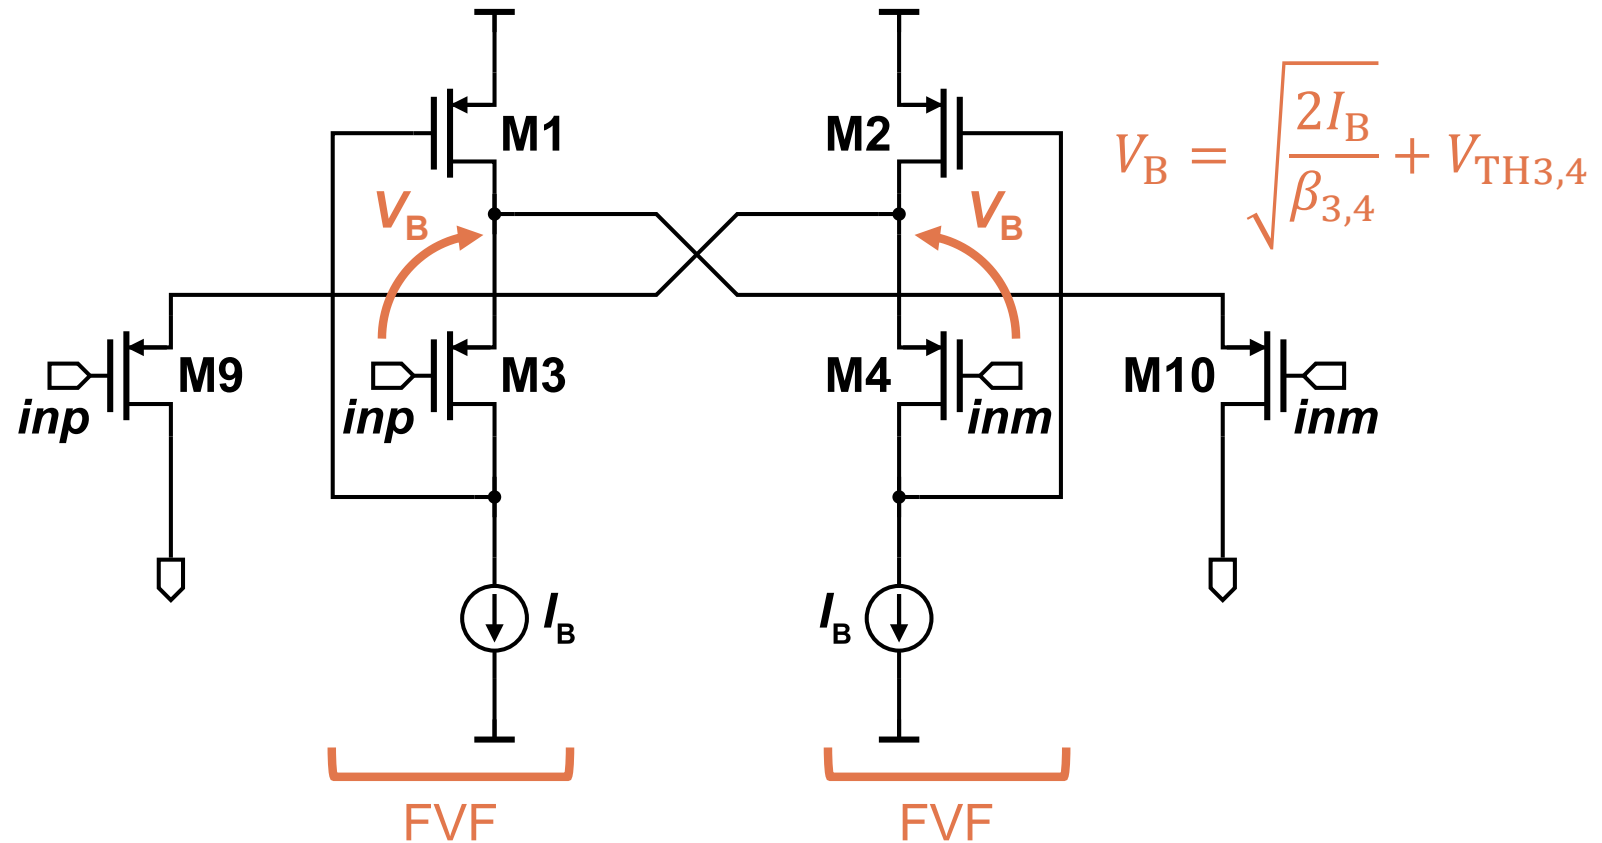 M1
M2
V_B = √(2I_B / β_3,4) + V_TH3,4
V_B
V_B
M9
M3
M4
M10
inp
inp
inm
inm
I_B
I_B
FVF
FVF